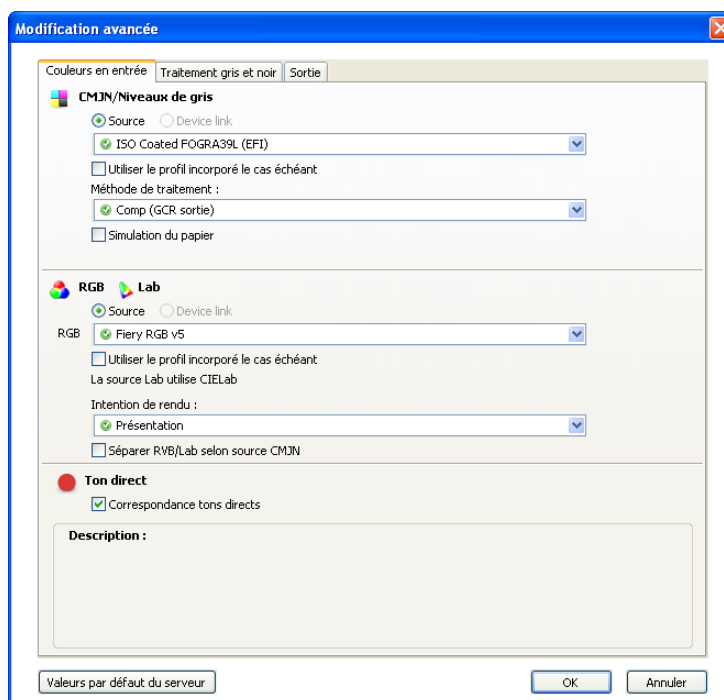 Modification avancée
Couleurs en entrée Traitement gris et noir Sortie
CMJN/Niveaux de gris
Source Device link
ISO Coated FOGRA39L (EFI)
Utiliser le profil incorporé le cas échéant
Méthode de traitement :
Comp (GCR sortie)
Simulation du papier
RGB Lab
Source Device link
RGB Fiery RGB v5
Utiliser le profil incorporé le cas échéant
La source Lab utilise CIELab
Intention de rendu :
Présentation
Séparer RVB/Lab selon source CMJN
Ton direct
Correspondance tons directs
Description :
Valeurs par défaut du serveur OK Annuler